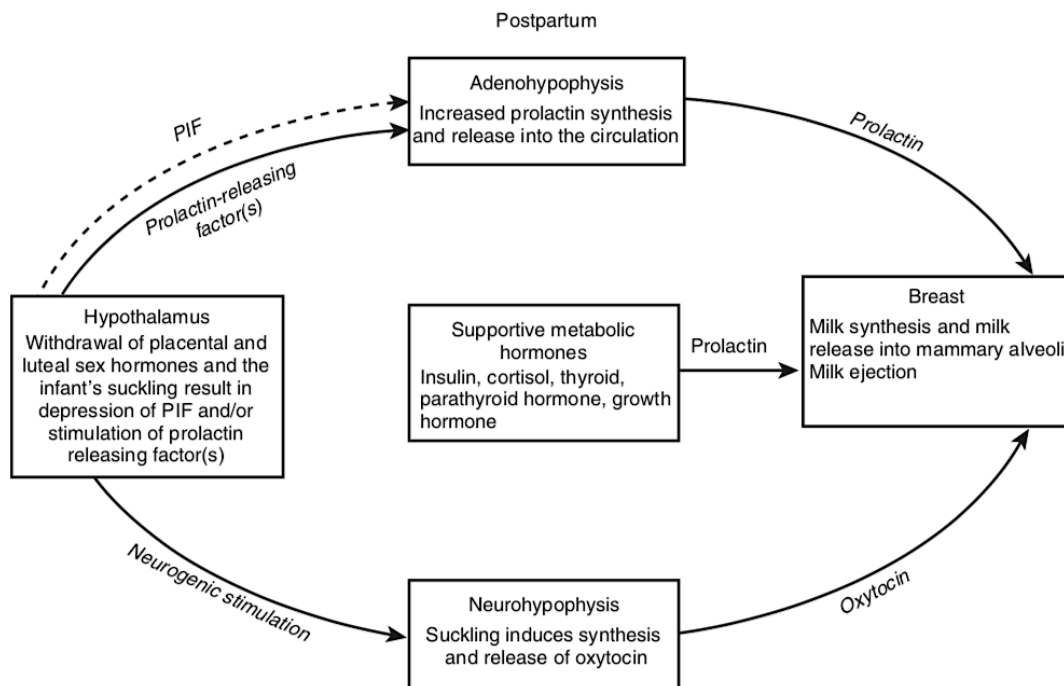 Postpartum
Adenohypophysis
Increased prolactin synthesis
and release into the circulation
PIF
Prolactin-releasing
factor(s)
Prolactin
Hypothalamus
Withdrawal of placental and
luteal sex hormones and the
infant's suckling result in
depression of PIF and/or
stimulation of prolactin
releasing factor(s)
Supportive metabolic
hormones
Insulin, cortisol, thyroid,
parathyroid hormone, growth
hormone
Prolactin
Breast
Milk synthesis and milk
release into mammary alveoli
Milk ejection
Neurogenic stimulation
Neurohypophysis
Suckling induces synthesis
and release of oxytocin
Oxytocin